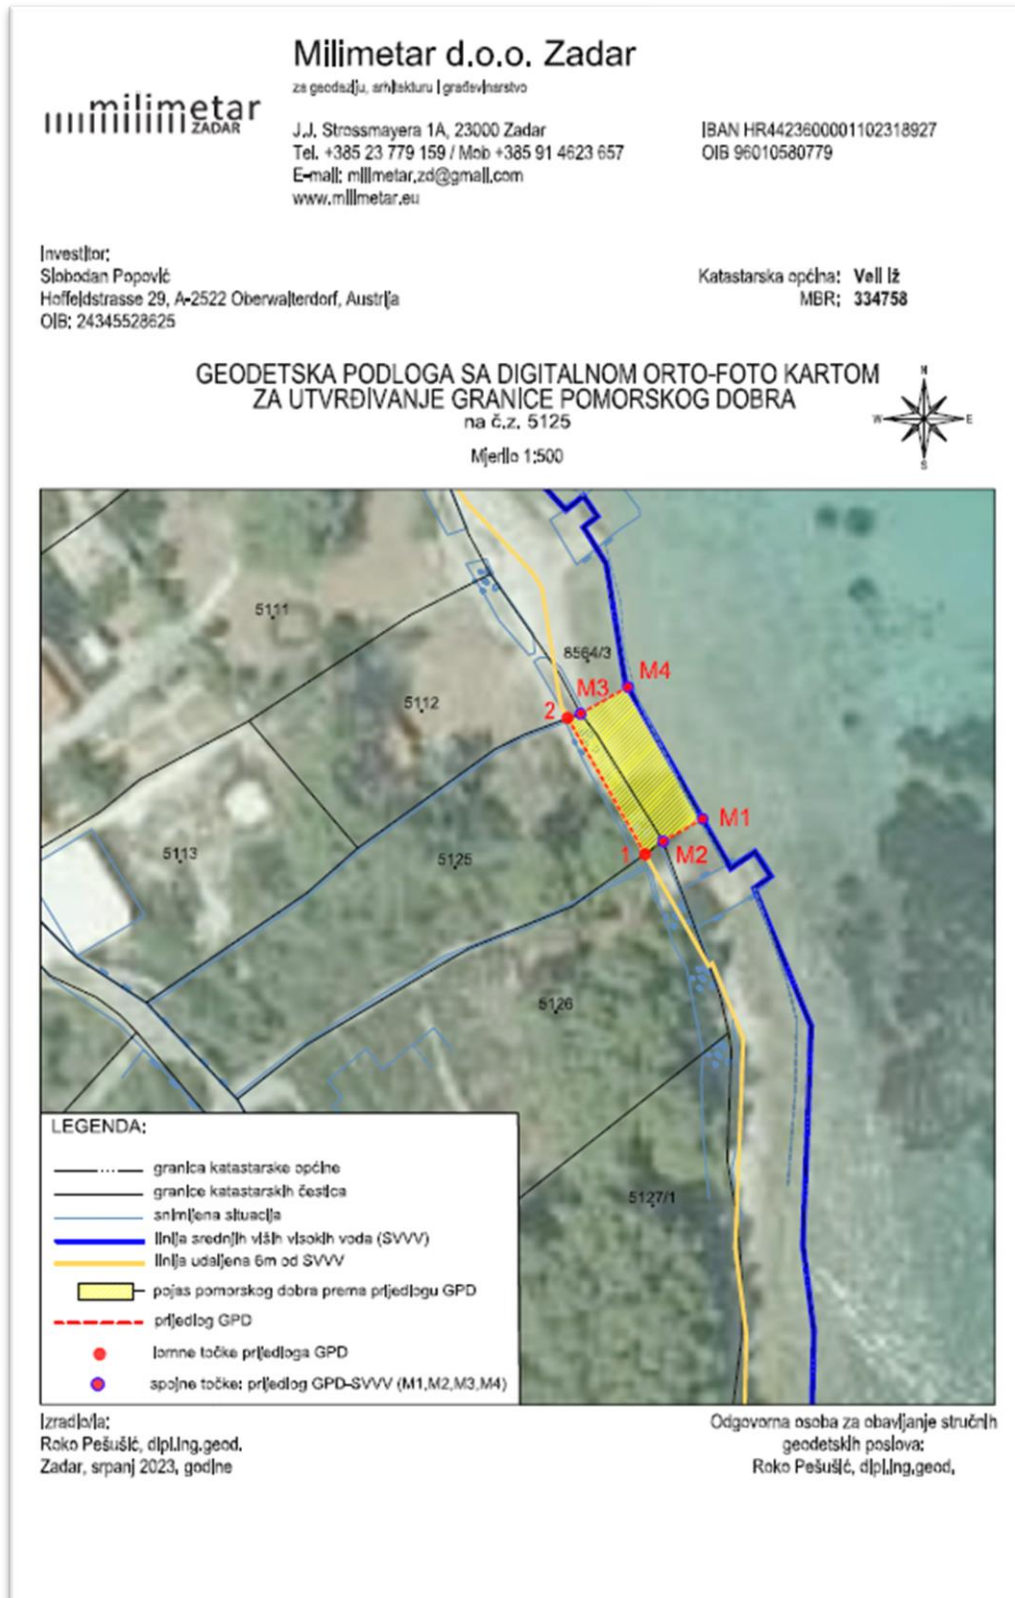 Milimetar d.o.o. Zadar
za geodaziju, arhitekturu i građevinarstvo
milimetar
ZADAR
J.J. Strossmayera 1A, 23000 Zadar
Tel. +385 23 779 159 / Mob +385 91 4623 657
E-mail: milimetar.zd@gmail.com
www.milimetar.eu
IBAN HR4423600001102318927
OIB 96010580779
Investitor:
Slobodan Popović
Hoffeldstrasse 29, A-2522 Oberwalterdorf, Austrija
OIB: 24345528625
Katastarska općina: Veli Iž
MBR: 334758
GEODETSKA PODLOGA SA DIGITALNOM ORTO-FOTO KARTOM
ZA UTVRĐIVANJE GRANICE POMORSKOG DOBRA
na č.z. 5125
Mjerilo 1:500
N
W E
S
5111
8564/3
M4
M3
5112
2
M1
1 M2
5113
5125
5126
5127/1
LEGENDA:
granica katastarske općine
granice katastarskih čestica
snimljena situacija
linija srednjih viših visokih voda (SVVV)
linija udaljena 6m od SVVV
pojas pomorskog dobra prema prijedlogu GPD
prijedlog GPD
lomne točke prijedloga GPD
spojne točke: prijedlog GPD-SVVV (M1,M2,M3,M4)
Izradio/la:
Roko Pešušić, dipl.ing.geod.
Zadar, srpanj 2023. godine
Odgovorna osoba za obavljanje stručnih
geodetskih poslova:
Roko Pešušić, dipl.ing.geod.